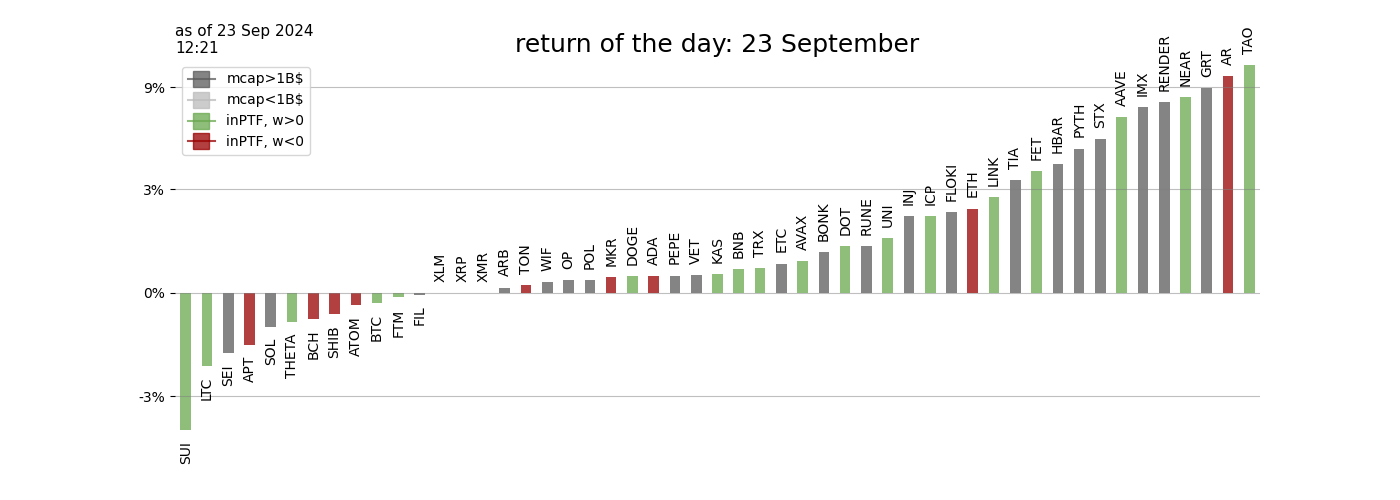 as of 23 Sep 2024
12:21
return of the day: 23 September
mcap>1B$
mcap<1B$
inPTF, w>0
inPTF, w<0
9%
3%
0%
-3%
SUI
LTC
SEI
APT
SOL
THETA
BCH
SHIB
ATOM
BTC
FTM
FIL
XLM
XRP
XMR
ARB
TON
WIF
OP
POL
MKR
DOGE
ADA
PEPE
VET
KAS
BNB
TRX
ETC
AVAX
BONK
DOT
RUNE
UNI
INJ
ICP
FLOKI
ETH
LINK
TIA
FET
HBAR
PYTH
STX
AAVE
IMX
RENDER
NEAR
GRT
AR
TAO